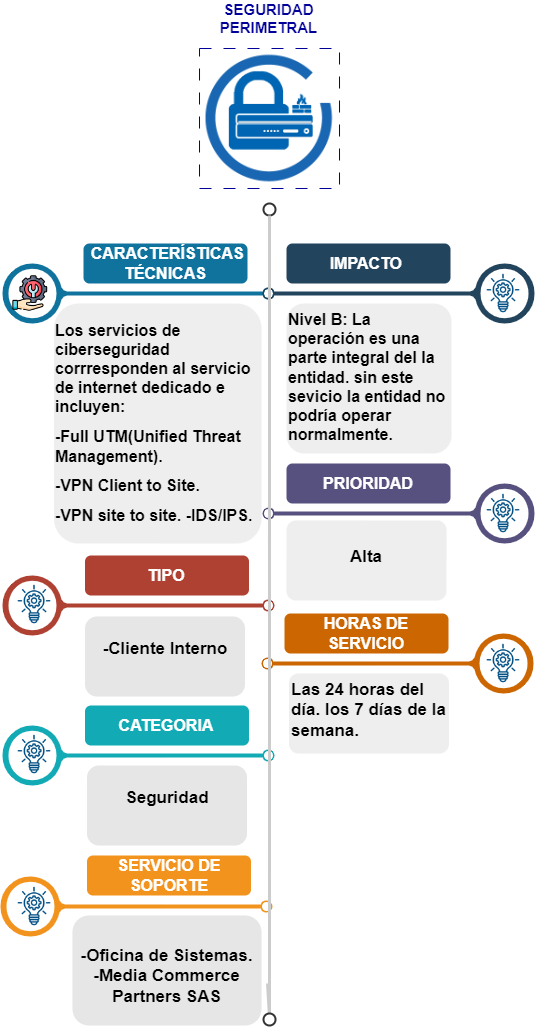 SEGURIDAD
PERIMETRAL
CARACTERÍSTICAS
TÉCNICAS
Los servicios de
ciberseguridad
corrresponden al servicio
de internet dedicado e
incluyen:
-Full UTM(Unified Threat
Management).
-VPN Client to Site.
-VPN site to site. -IDS/IPS.
IMPACTO
Nivel B: La
operación es una
parte integral del la
entidad. sin este
sevicio la entidad no
podría operar
normalmente.
PRIORIDAD
Alta
TIPO
-Cliente Interno
HORAS DE
SERVICIO
Las 24 horas del
día. los 7 días de la
semana.
CATEGORIA
Seguridad
SERVICIO DE
SOPORTE
-Oficina de Sistemas.
-Media Commerce
Partners SAS